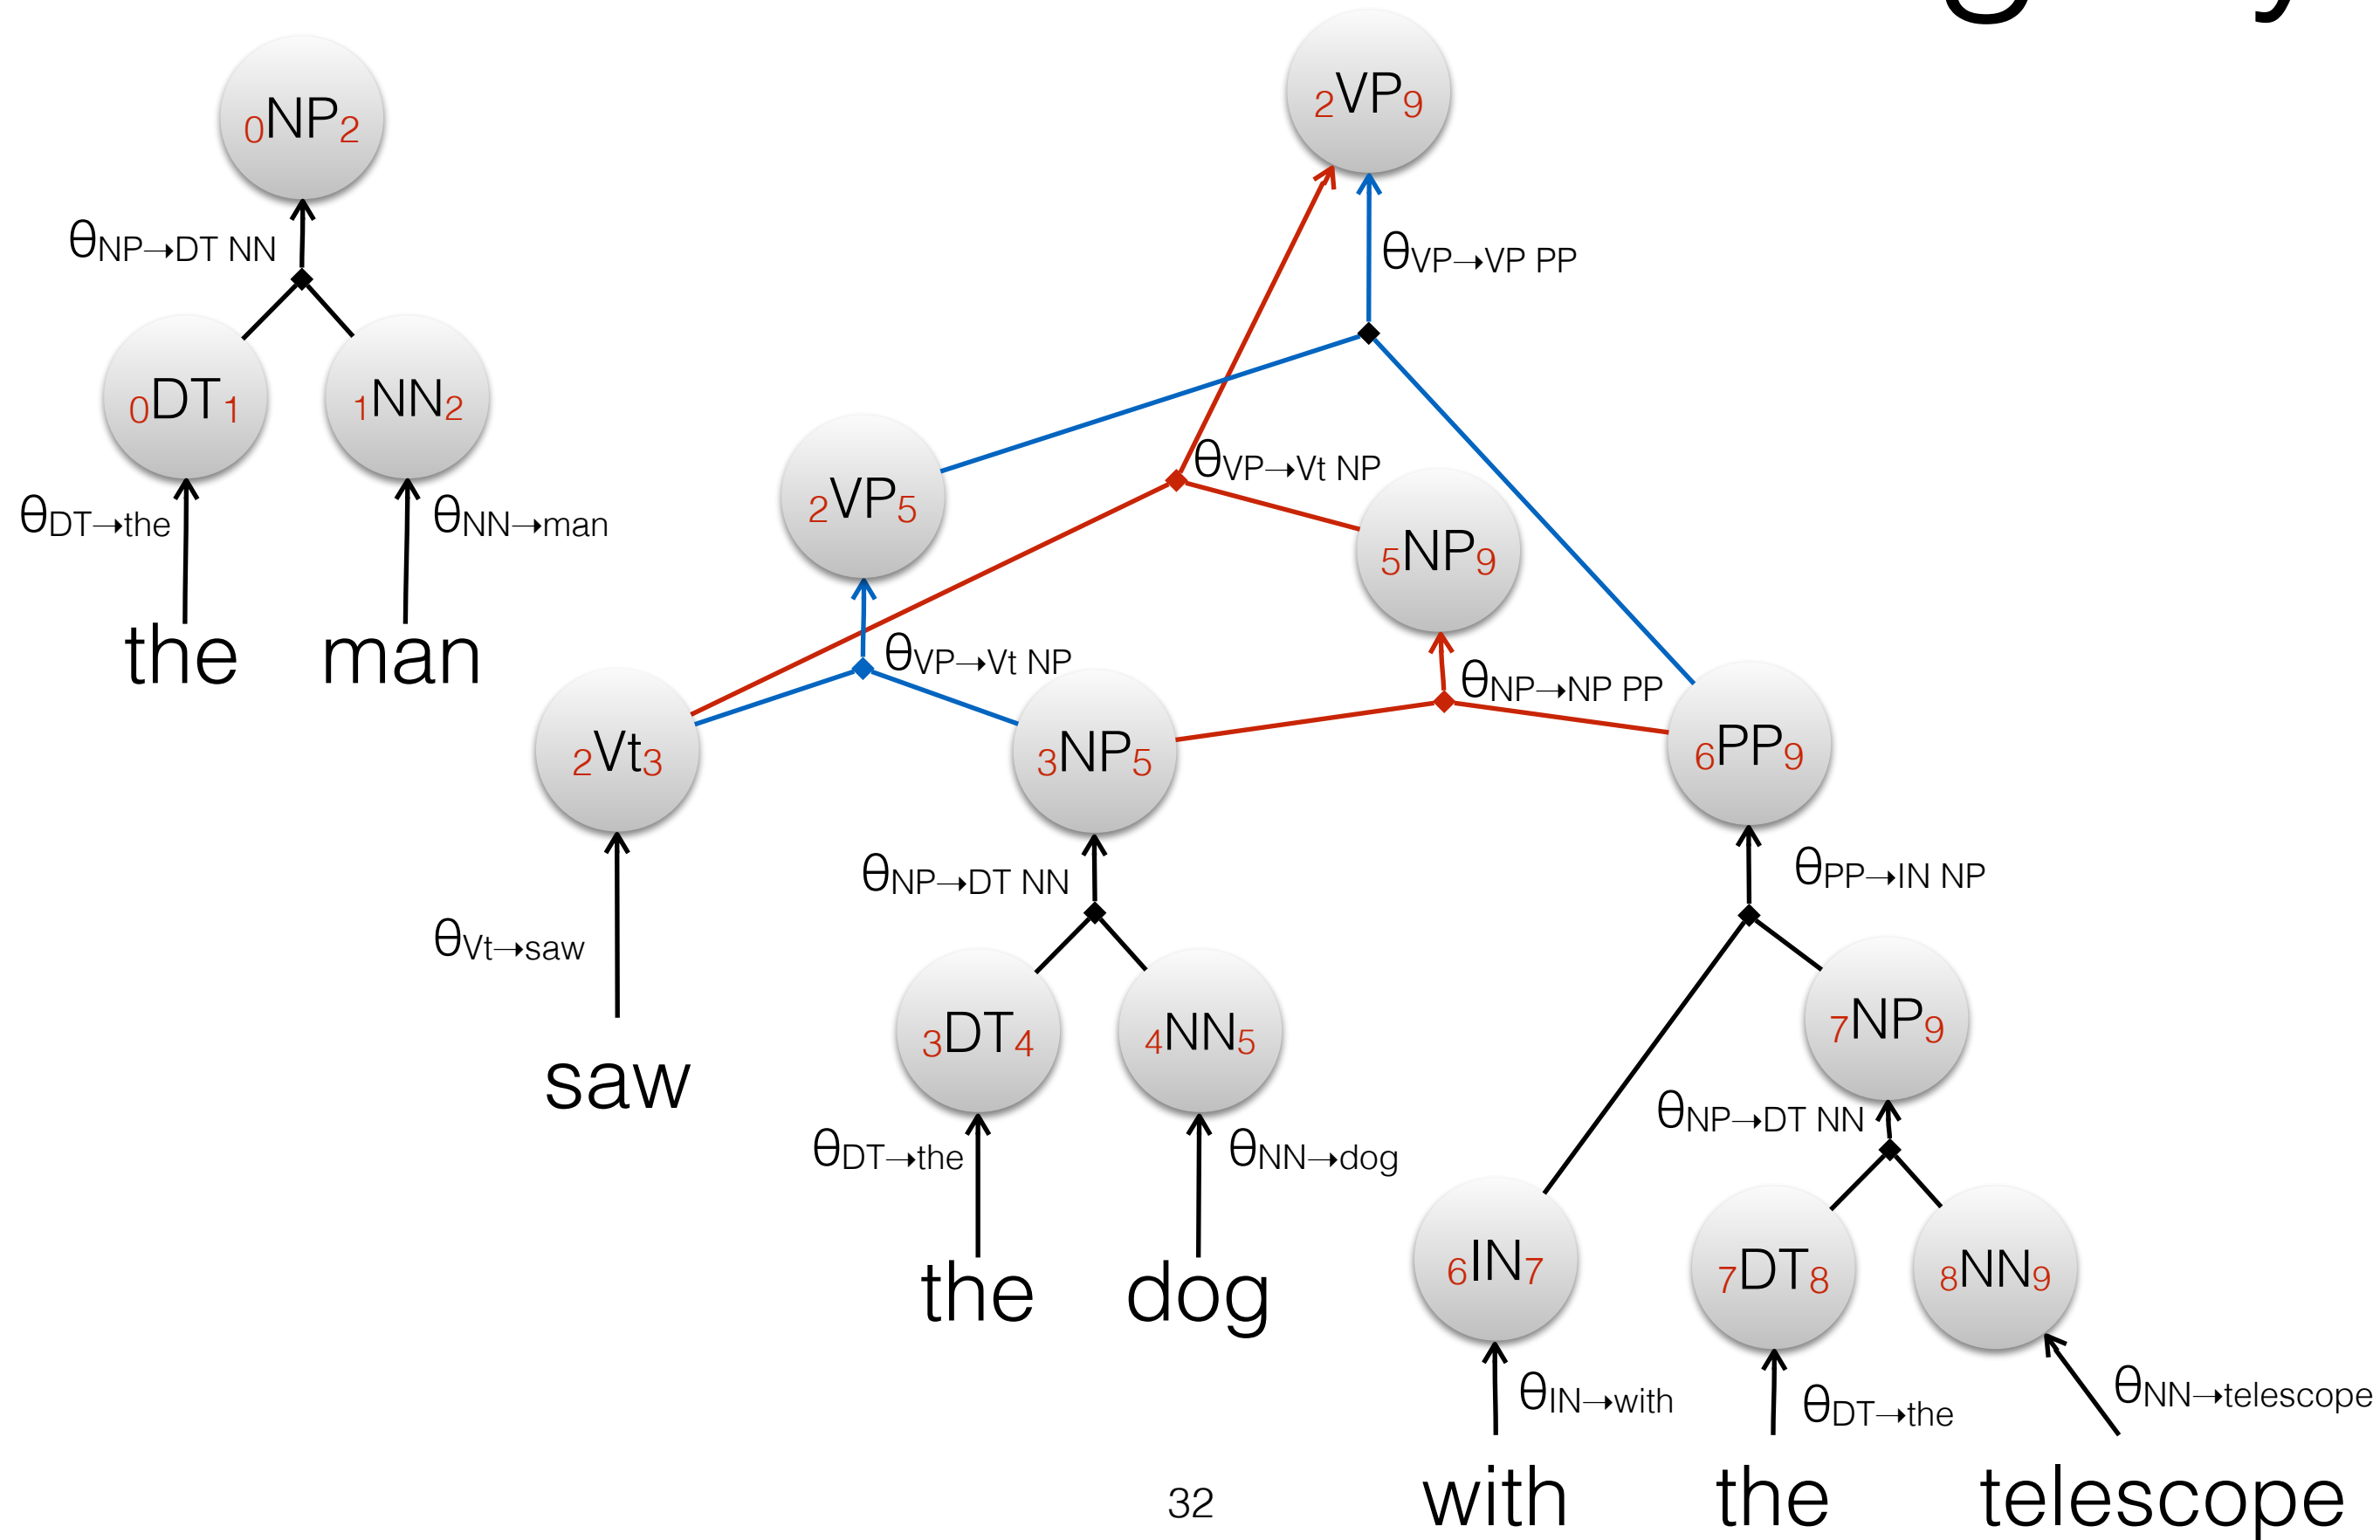 g y
2VP9
0NP2
θVP→VP PP
θNP→DT NN
0DT1
1NN2
θVP→Vt NP
2VP5
5NP9
θDT→the
θNN→man
the man
θVP→Vt NP
θNP→NP PP
2Vt3
3NP5
6PP9
θNP→DT NN
θPP→IN NP
θVt→saw
3DT4
4NN5
7NP9
saw
θNP→DT NN
θDT→the
θNN→dog
the dog
6IN7
7DT8
8NN9
θIN→with
θDT→the
θNN→telescope
with the telescope
32